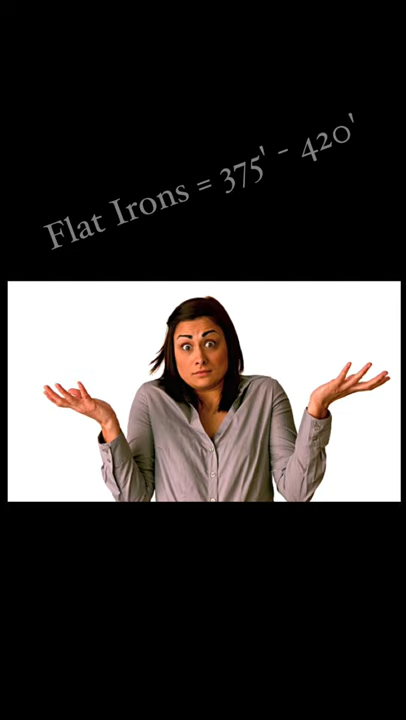 Flat Irons = 375' - 420'